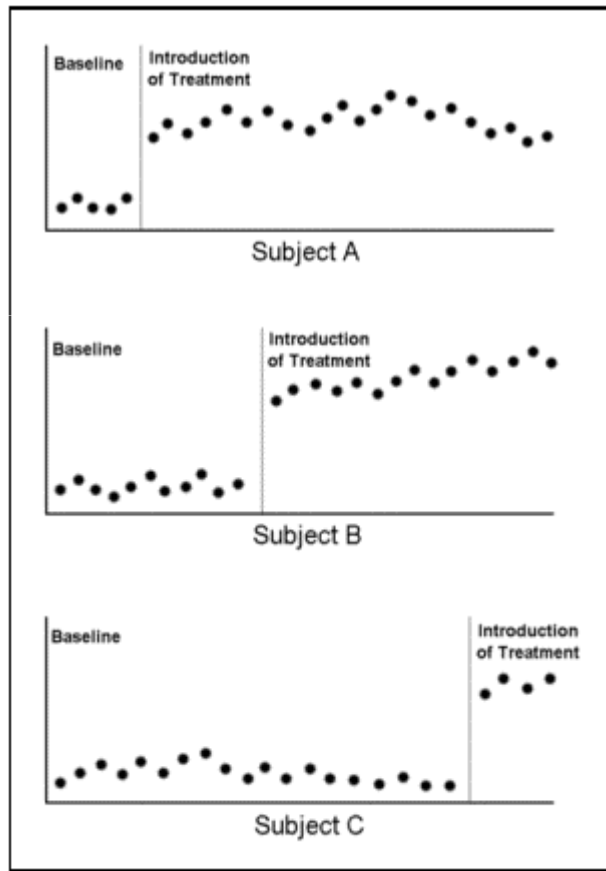 Baseline
Introduction
of Treatment
Subject A
Baseline
Introduction
of Treatment
Subject B
Baseline
Introduction
of Treatment
Subject C